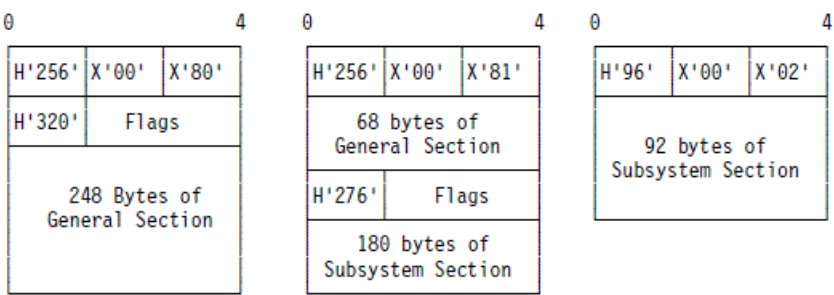 0 4 0 4 0 4
H'256' X'00' X'80' H'256' X'00' X'81' H'96' X'00' X'02'
H'320' Flags
68 bytes of
General Section
92 bytes of
Subsystem Section
248 Bytes of
General Section
H'276' Flags
180 bytes of
Subsystem Section